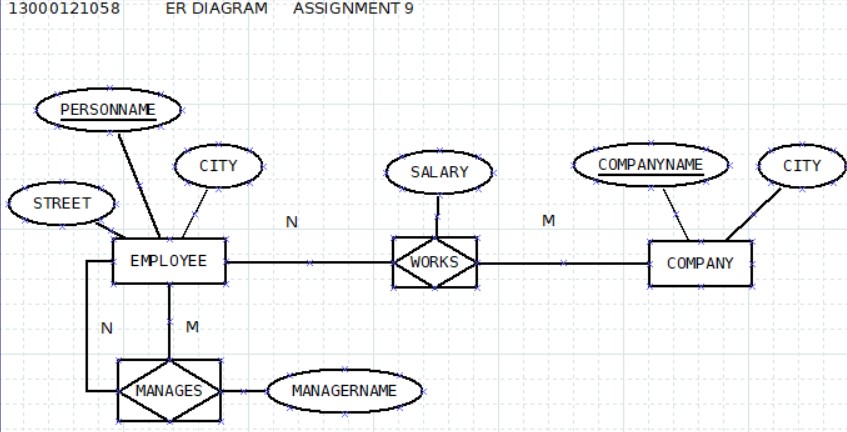 13000121058 ER DIAGRAM ASSIGNMENT 9
PERSONNAME
CITY
STREET
SALARY
COMPANYNAME
CITY
N
M
EMPLOYEE
WORKS
COMPANY
N
M
MANAGES
MANAGERNAME